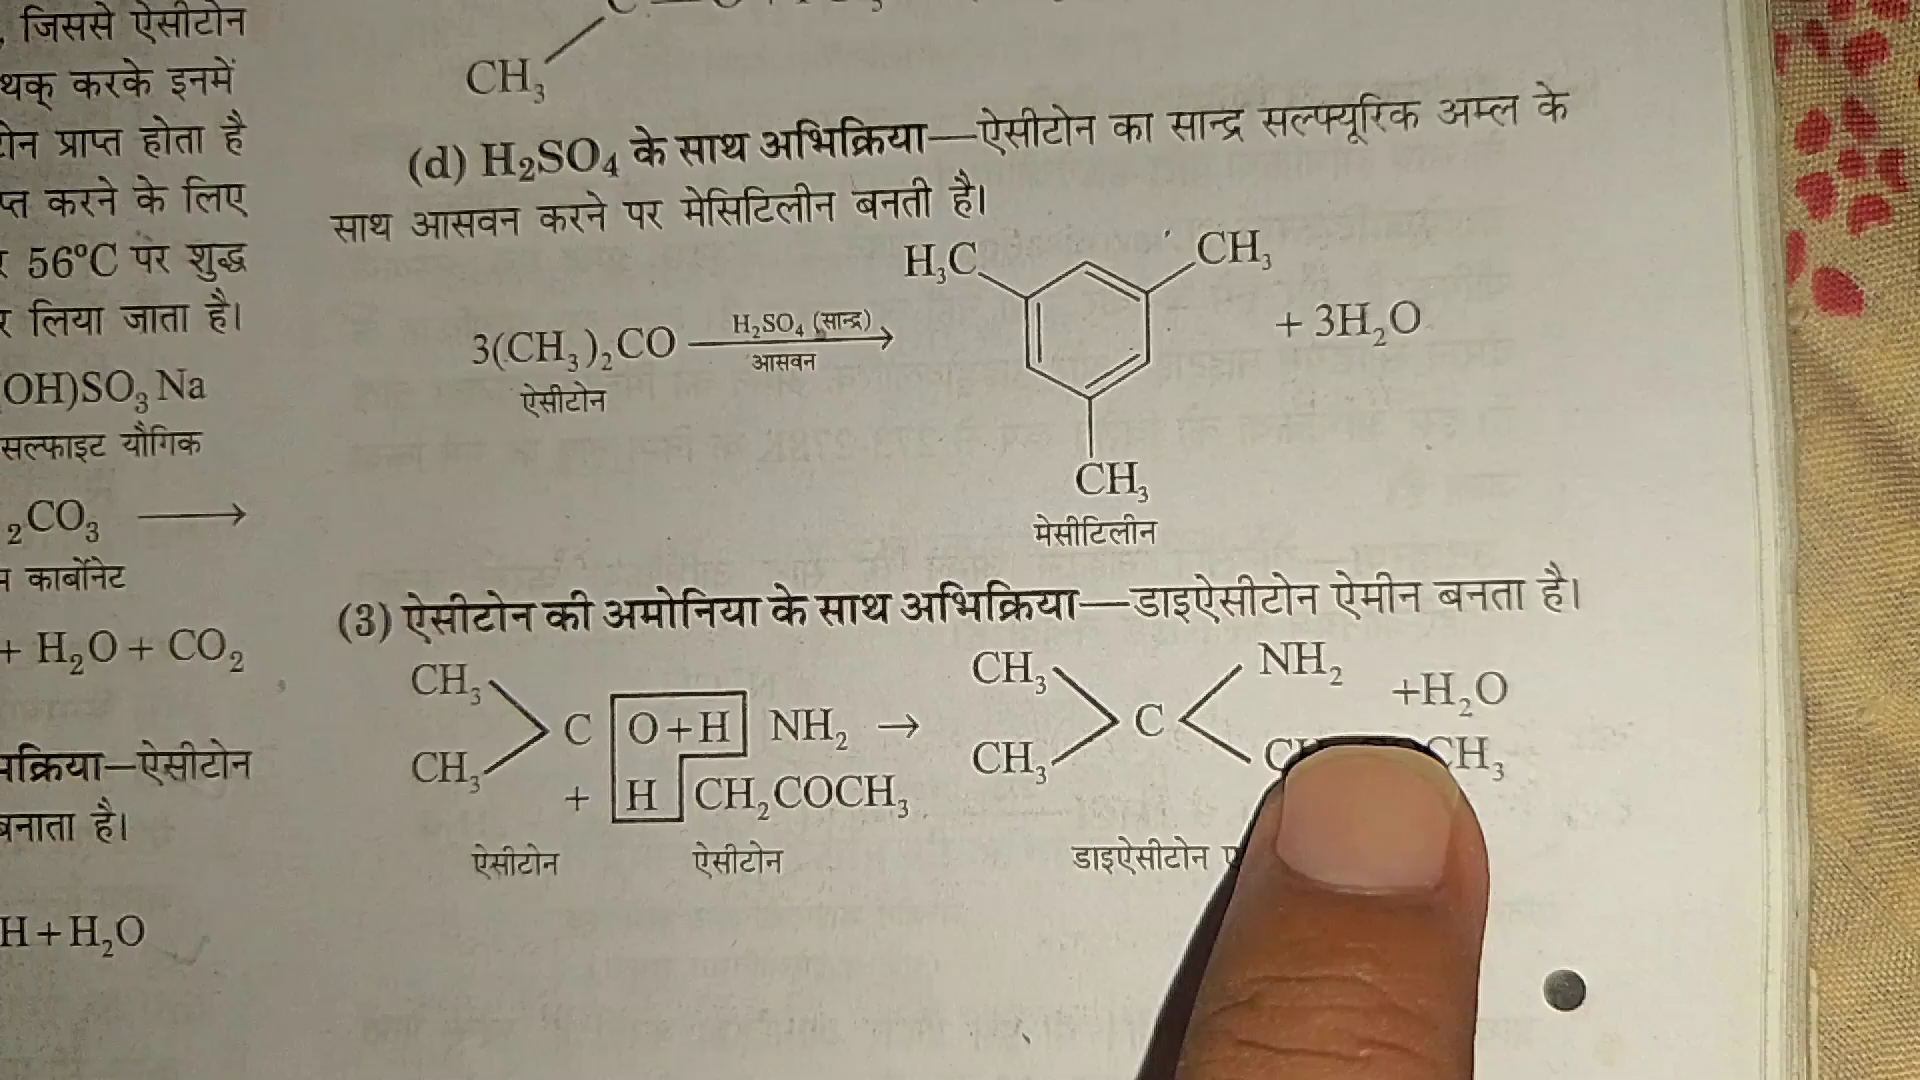 , जिससे ऐसीटोन
थक् करके इनमें
प्राप्त होता है
प्त करने के लिए
56°C पर शुद्ध
लिया जाता है।
OH)SO₃Na
सल्फाइट यौगिक
₂CO₃ ⟶
कार्बोनेट
+ H₂O + CO₂
क्रिया—ऐसीटोन
बनाता है।
H + H₂O
CH₃
(d) H₂SO₄ के साथ अभिक्रिया—ऐसीटोन का सान्द्र सल्फ्यूरिक अम्ल के
साथ आसवन करने पर मेसिटिलीन बनती है।
H₃C CH₃
3(CH₃)₂CO H₂SO₄ (सान्द्र) ⟶ आसवन + 3H₂O
ऐसीटोन
CH₃
मेसीटिलीन
(3) ऐसीटोन की अमोनिया के साथ अभिक्रिया—डाइऐसीटोन ऐमीन बनता है।
CH₃ CH₃ NH₂ +H₂O
C O+H NH₂ → C
CH₃ + H CH₂COCH₃ CH₃ CH₃
ऐसीटोन ऐसीटोन डाइऐसीटोन